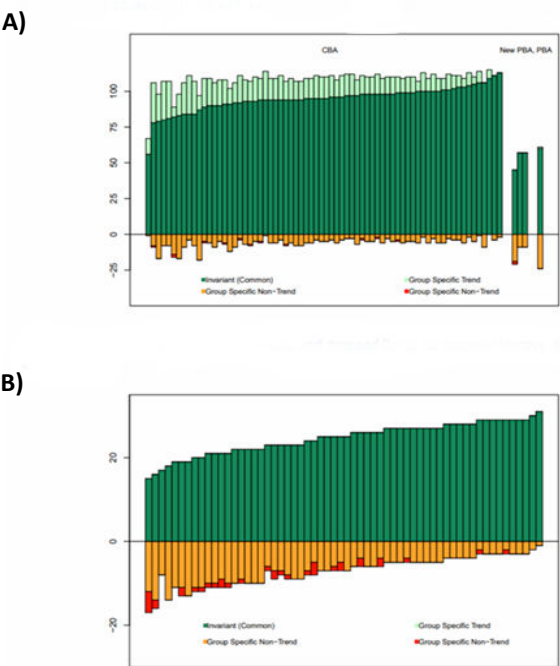 A)
CBA New PBA, PBA
100
75
50
25
0
−25
Invariant (Common) Group Specific Trend
Group Specific Non−Trend Group Specific Non−Trend
B)
20
0
−20
Invariant (Common) Group Specific Trend
Group Specific Non−Trend Group Specific Non−Trend